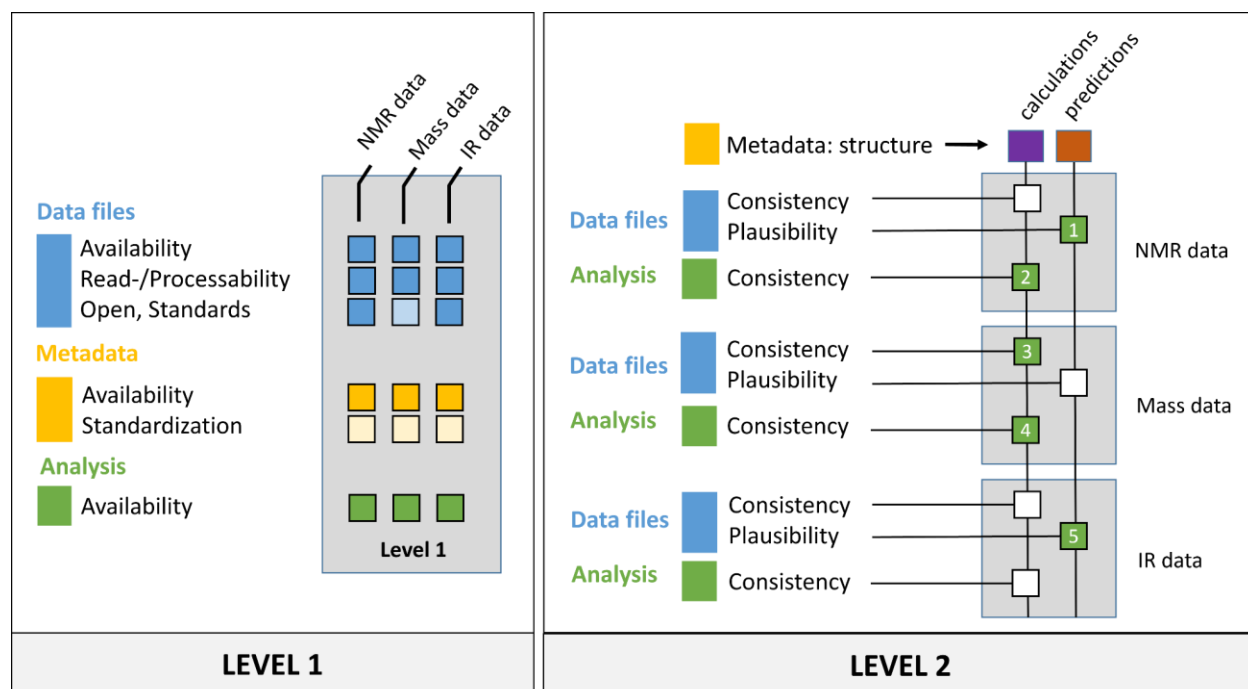 NMR data
Mass data
IR data
Data files
Availability
Read-/Processability
Open, Standards
Metadata
Availability
Standardization
Analysis
Availability
Level 1
LEVEL 1
calculations
predictions
Metadata: structure
Data files
Consistency
Plausibility
1
Analysis
Consistency
2
NMR data
Data files
Consistency
3
Plausibility
Analysis
Consistency
4
Mass data
Data files
Consistency
Plausibility
5
Analysis
Consistency
IR data
LEVEL 2